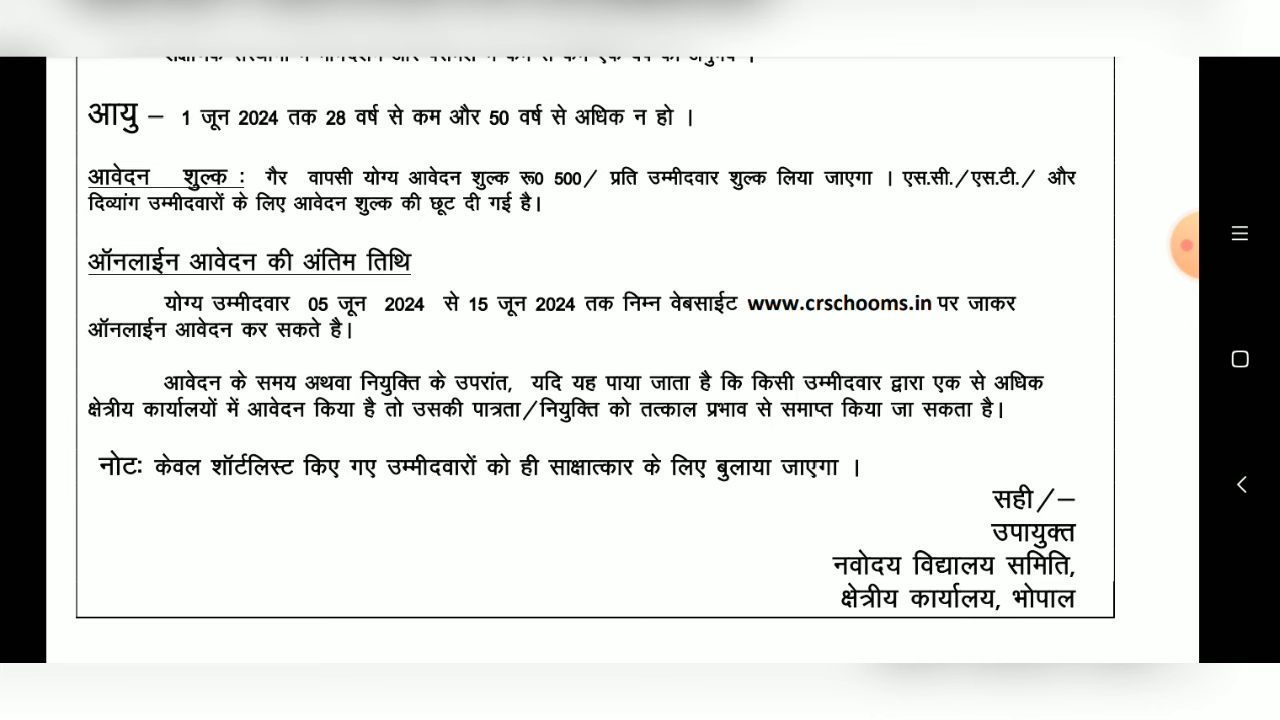 आयु – 1 जून 2024 तक 28 वर्ष से कम और 50 वर्ष से अधिक न हो ।
आवेदन शुल्क : गैर वापसी योग्य आवेदन शुल्क रू0 500/ प्रति उम्मीदवार शुल्क लिया जाएगा । एस.सी./एस.टी./ और
दिव्यांग उम्मीदवारों के लिए आवेदन शुल्क की छूट दी गई है।
ऑनलाईन आवेदन की अंतिम तिथि
योग्य उम्मीदवार 05 जून 2024 से 15 जून 2024 तक निम्न वेबसाईट www.crschooms.in पर जाकर
ऑनलाईन आवेदन कर सकते है।
आवेदन के समय अथवा नियुक्ति के उपरांत, यदि यह पाया जाता है कि किसी उम्मीदवार द्वारा एक से अधिक
क्षेत्रीय कार्यालयों में आवेदन किया है तो उसकी पात्रता/नियुक्ति को तत्काल प्रभाव से समाप्त किया जा सकता है।
नोटः केवल शॉर्टलिस्ट किए गए उम्मीदवारों को ही साक्षात्कार के लिए बुलाया जाएगा ।
सही/–
उपायुक्त
नवोदय विद्यालय समिति,
क्षेत्रीय कार्यालय, भोपाल